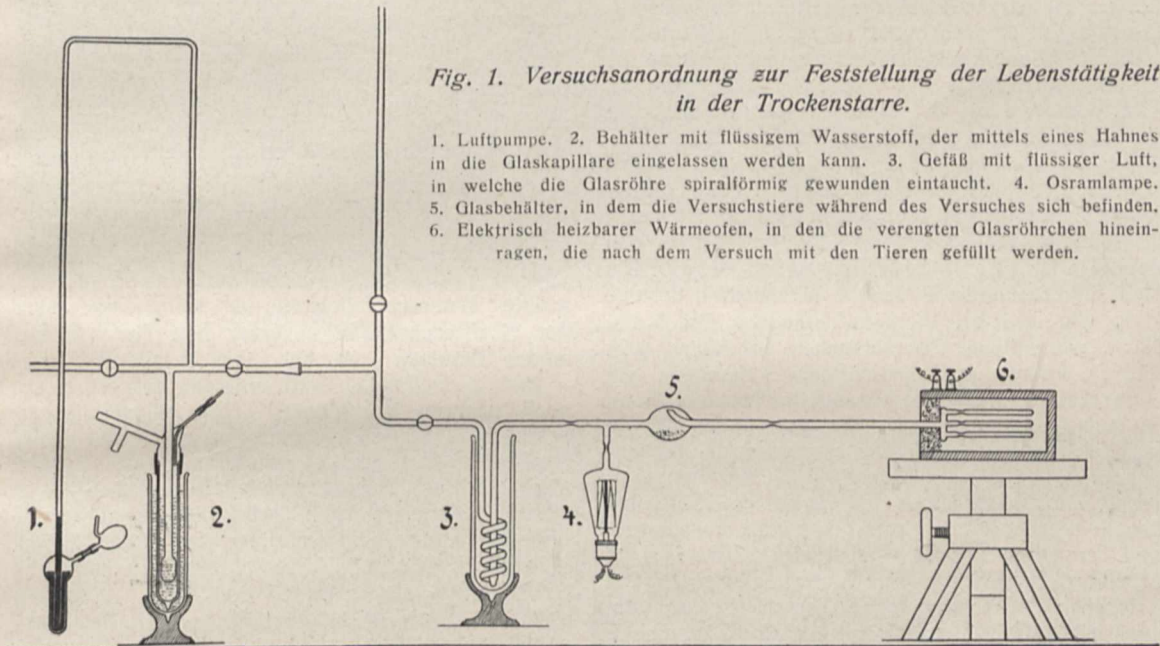 Fig. 1. Versuchsanordnung zur Feststellung der Lebenstätigkeit
in der Trockenstarre.
1. Luftpumpe. 2. Behälter mit flüssigem Wasserstoff, der mittels eines Hahnes
in die Glaskapillare eingelassen werden kann. 3. Gefäß mit flüssiger Luft,
in welche die Glasröhre spiralförmig gewunden eintaucht. 4. Osramlampe.
5. Glasbehälter, in dem die Versuchstiere während des Versuches sich befinden.
6. Elektrisch heizbarer Wärmeofen, in den die verengten Glasröhrchen hinein-
ragen, die nach dem Versuch mit den Tieren gefüllt werden.
5.
6.
1.
2.
3.
4.